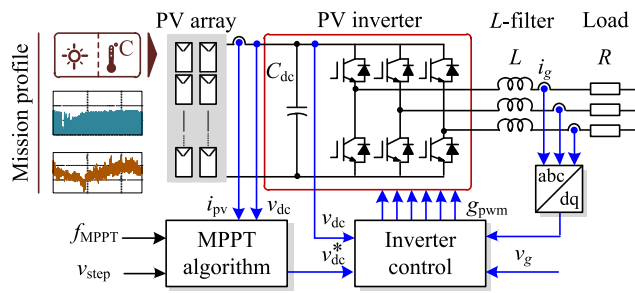 PV array
PV inverter
L-filter
Load
°C
Mission profile
C_dc
L
i_g
R
abc
dq
i_pv
v_dc
v_dc
g_pwm
f_MPPT
MPPT
algorithm
v*_dc
Inverter
control
v_step
v_g